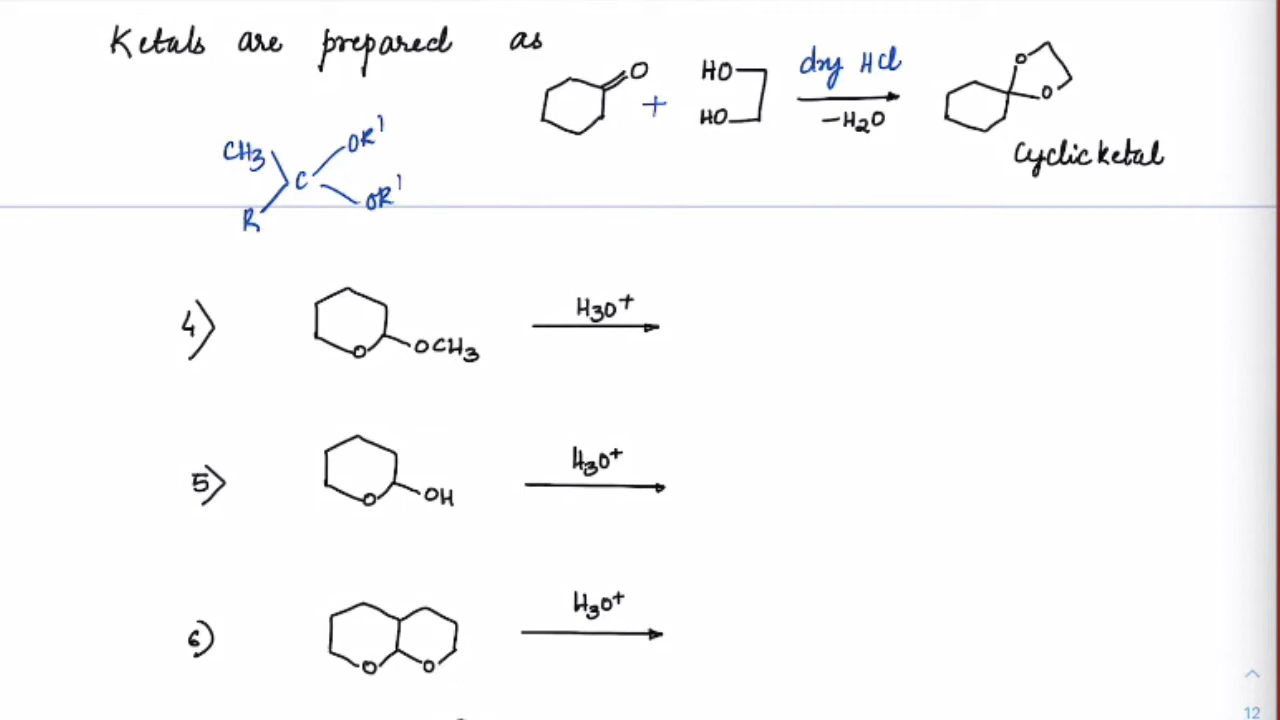 Ketals are prepared as
O + HO HO dry HCl -H2O O O
cyclic ketal
CH3 R C OR' OR'
4) O OCH3 H3O+
5) O OH H3O+
6) O O H3O+
12